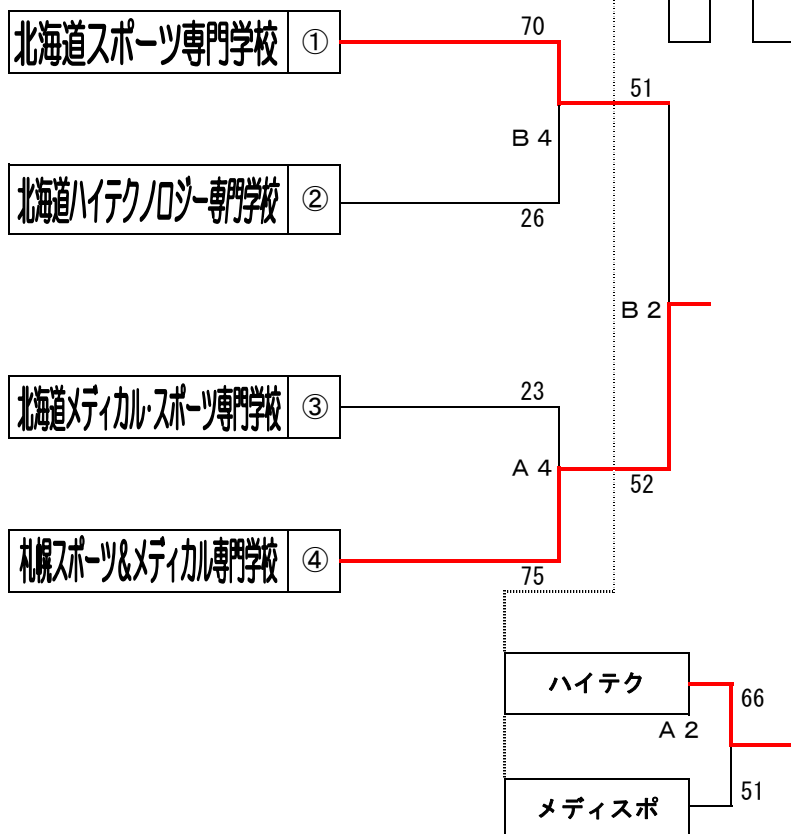 北海道スポーツ専門学校 ①
70
51
B 4
北海道ハイテクノロジー専門学校 ②
26
B 2
北海道メディカル・スポーツ専門学校 ③
23
A 4
52
札幌スポーツ&メディカル専門学校 ④
75
ハイテク
66
A 2
51
メディスポ